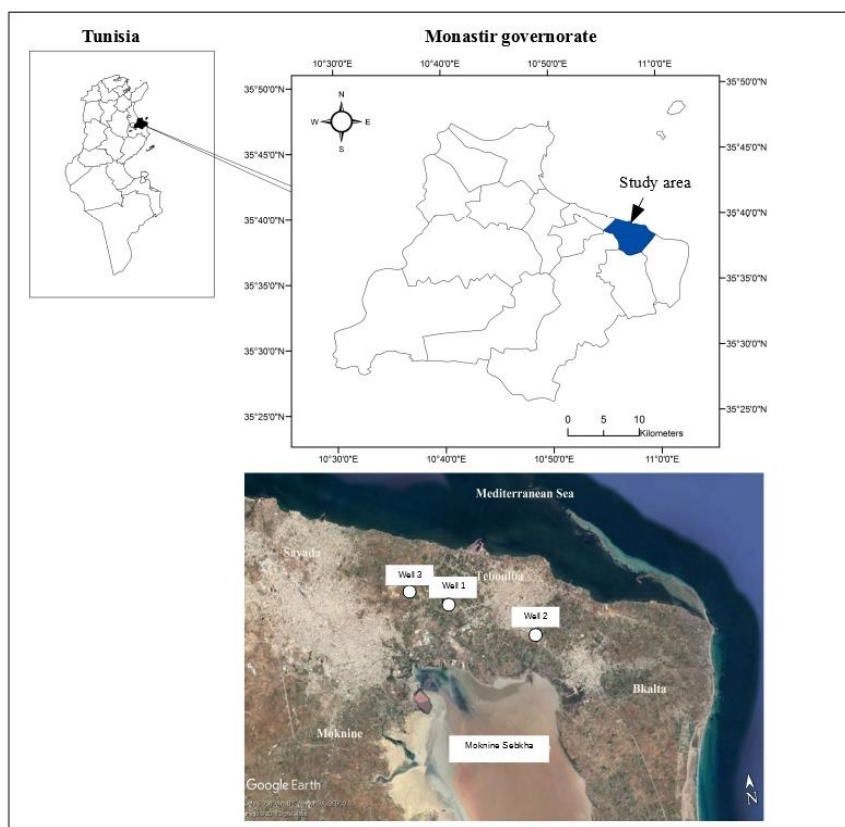 Tunisia
Monastir governorate
10°30'0"E 10°40'0"E 10°50'0"E 11°0'0"E
35°50'0"N 35°50'0"N
N
W E
S
35°45'0"N 35°45'0"N
Study area
35°40'0"N 35°40'0"N
35°35'0"N 35°35'0"N
35°30'0"N 35°30'0"N
35°25'0"N 35°25'0"N
0 5 10
Kilometers
10°30'0"E 10°40'0"E 10°50'0"E 11°0'0"E
Mediterranean Sea
Sayada
Teboulba
Well 3
Well 1
Well 2
Bkalta
Moknine
Moknine Sebkha
Google Earth
N